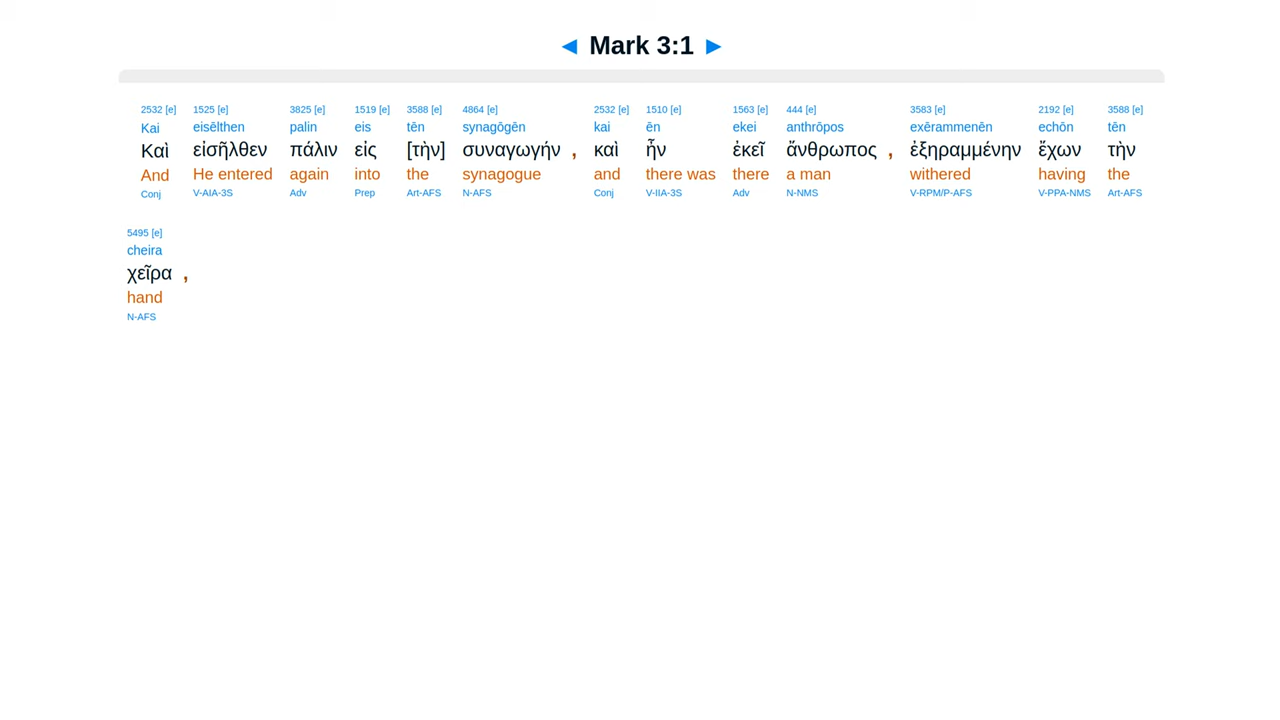 ◄ Mark 3:1 ►
2532 [e] 1525 [e] 3825 [e] 1519 [e] 3588 [e] 4864 [e] 2532 [e] 1510 [e] 1563 [e] 444 [e] 3583 [e] 2192 [e] 3588 [e]
Kai eisēlthen palin eis tēn synagōgēn kai ēn ekei anthrōpos exērammenēn echōn tēn
Καὶ εἰσῆλθεν πάλιν εἰς [τὴν] συναγωγήν , καὶ ἦν ἐκεῖ ἄνθρωπος , ἐξηραμμένην ἔχων τὴν
And He entered again into the synagogue and there was there a man withered having the
Conj V-AIA-3S Adv Prep Art-AFS N-AFS Conj V-IIA-3S Adv N-NMS V-RPM/P-AFS V-PPA-NMS Art-AFS
5495 [e]
cheira
χεῖρα ,
hand
N-AFS